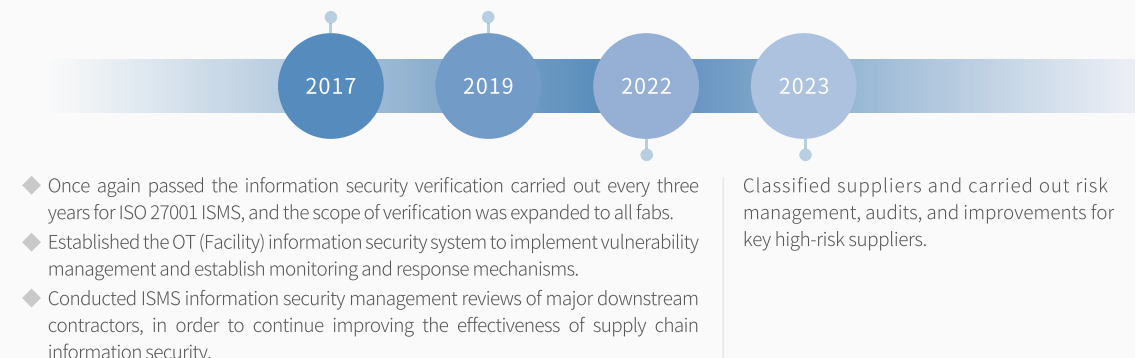 2017 2019 2022 2023
Once again passed the information security verification carried out every three
years for ISO 27001 ISMS, and the scope of verification was expanded to all fabs.
Established the OT (Facility) information security system to implement vulnerability
management and establish monitoring and response mechanisms.
Conducted ISMS information security management reviews of major downstream
contractors, in order to continue improving the effectiveness of supply chain
information security.
Classified suppliers and carried out risk
management, audits, and improvements for
key high-risk suppliers.